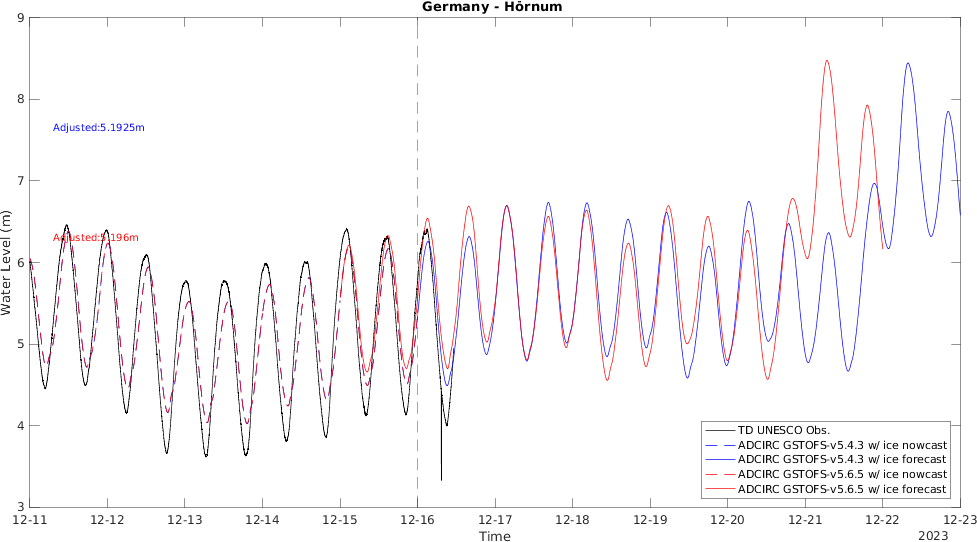 Germany - Hörnum
9
8
7
6
5
4
3
Water Level (m)
Adjusted:5.1925m
Adjusted:5.196m
TD UNESCO Obs.
ADCIRC GSTOFS-v5.4.3 w/ ice nowcast
ADCIRC GSTOFS-v5.4.3 w/ ice forecast
ADCIRC GSTOFS-v5.6.5 w/ ice nowcast
ADCIRC GSTOFS-v5.6.5 w/ ice forecast
12-11 12-12 12-13 12-14 12-15 12-16 12-17 12-18 12-19 12-20 12-21 12-22 12-23
Time
2023